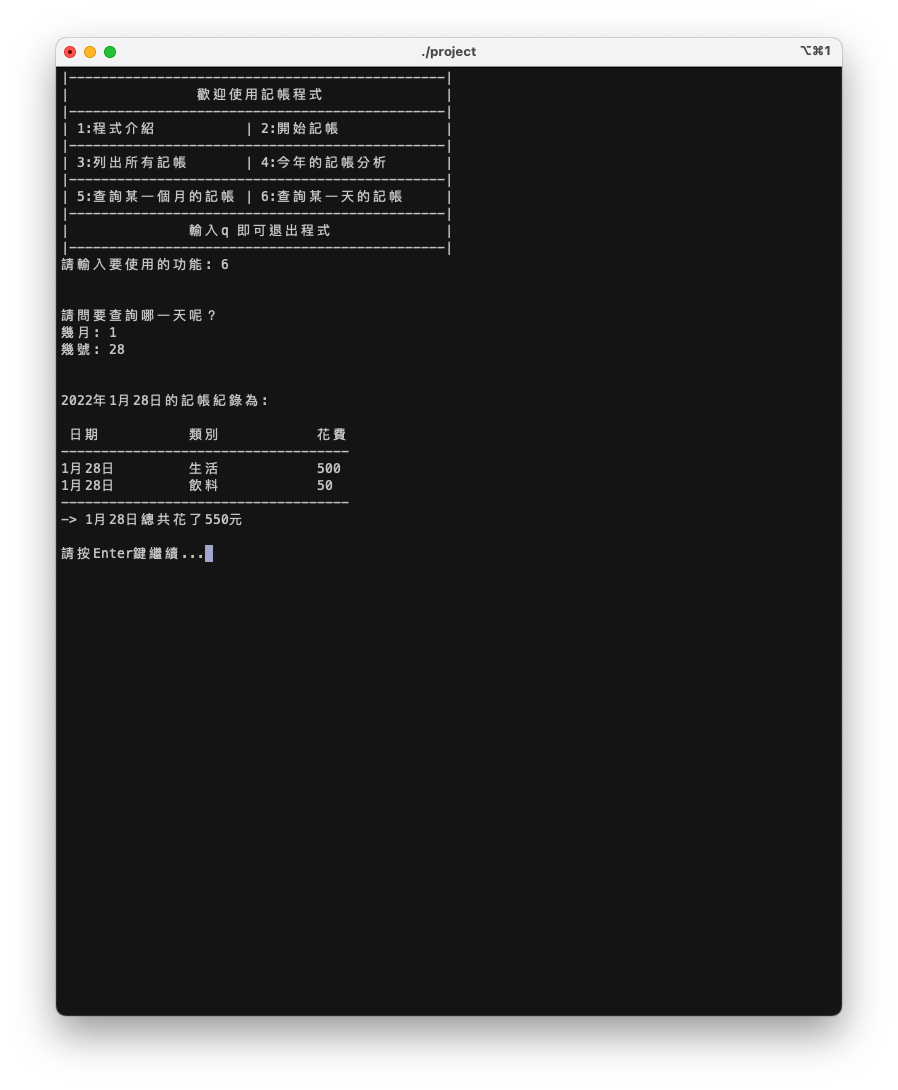 ./project
⌥⌘1
|-----------------------------------------------|
| 歡迎使用記帳程式 |
|-----------------------------------------------|
| 1:程式介紹 | 2:開始記帳 |
|-----------------------------------------------|
| 3:列出所有記帳 | 4:今年的記帳分析 |
|-----------------------------------------------|
| 5:查詢某一個月的記帳 | 6:查詢某一天的記帳 |
|-----------------------------------------------|
| 輸入q 即可退出程式 |
|-----------------------------------------------|
請輸入要使用的功能: 6
請問要查詢哪一天呢？
幾月: 1
幾號: 28
2022年1月28日的記帳紀錄為:
日期 類別 花費
------------------------------------
1月28日 生活 500
1月28日 飲料 50
------------------------------------
-> 1月28日總共花了550元
請按Enter鍵繼續...